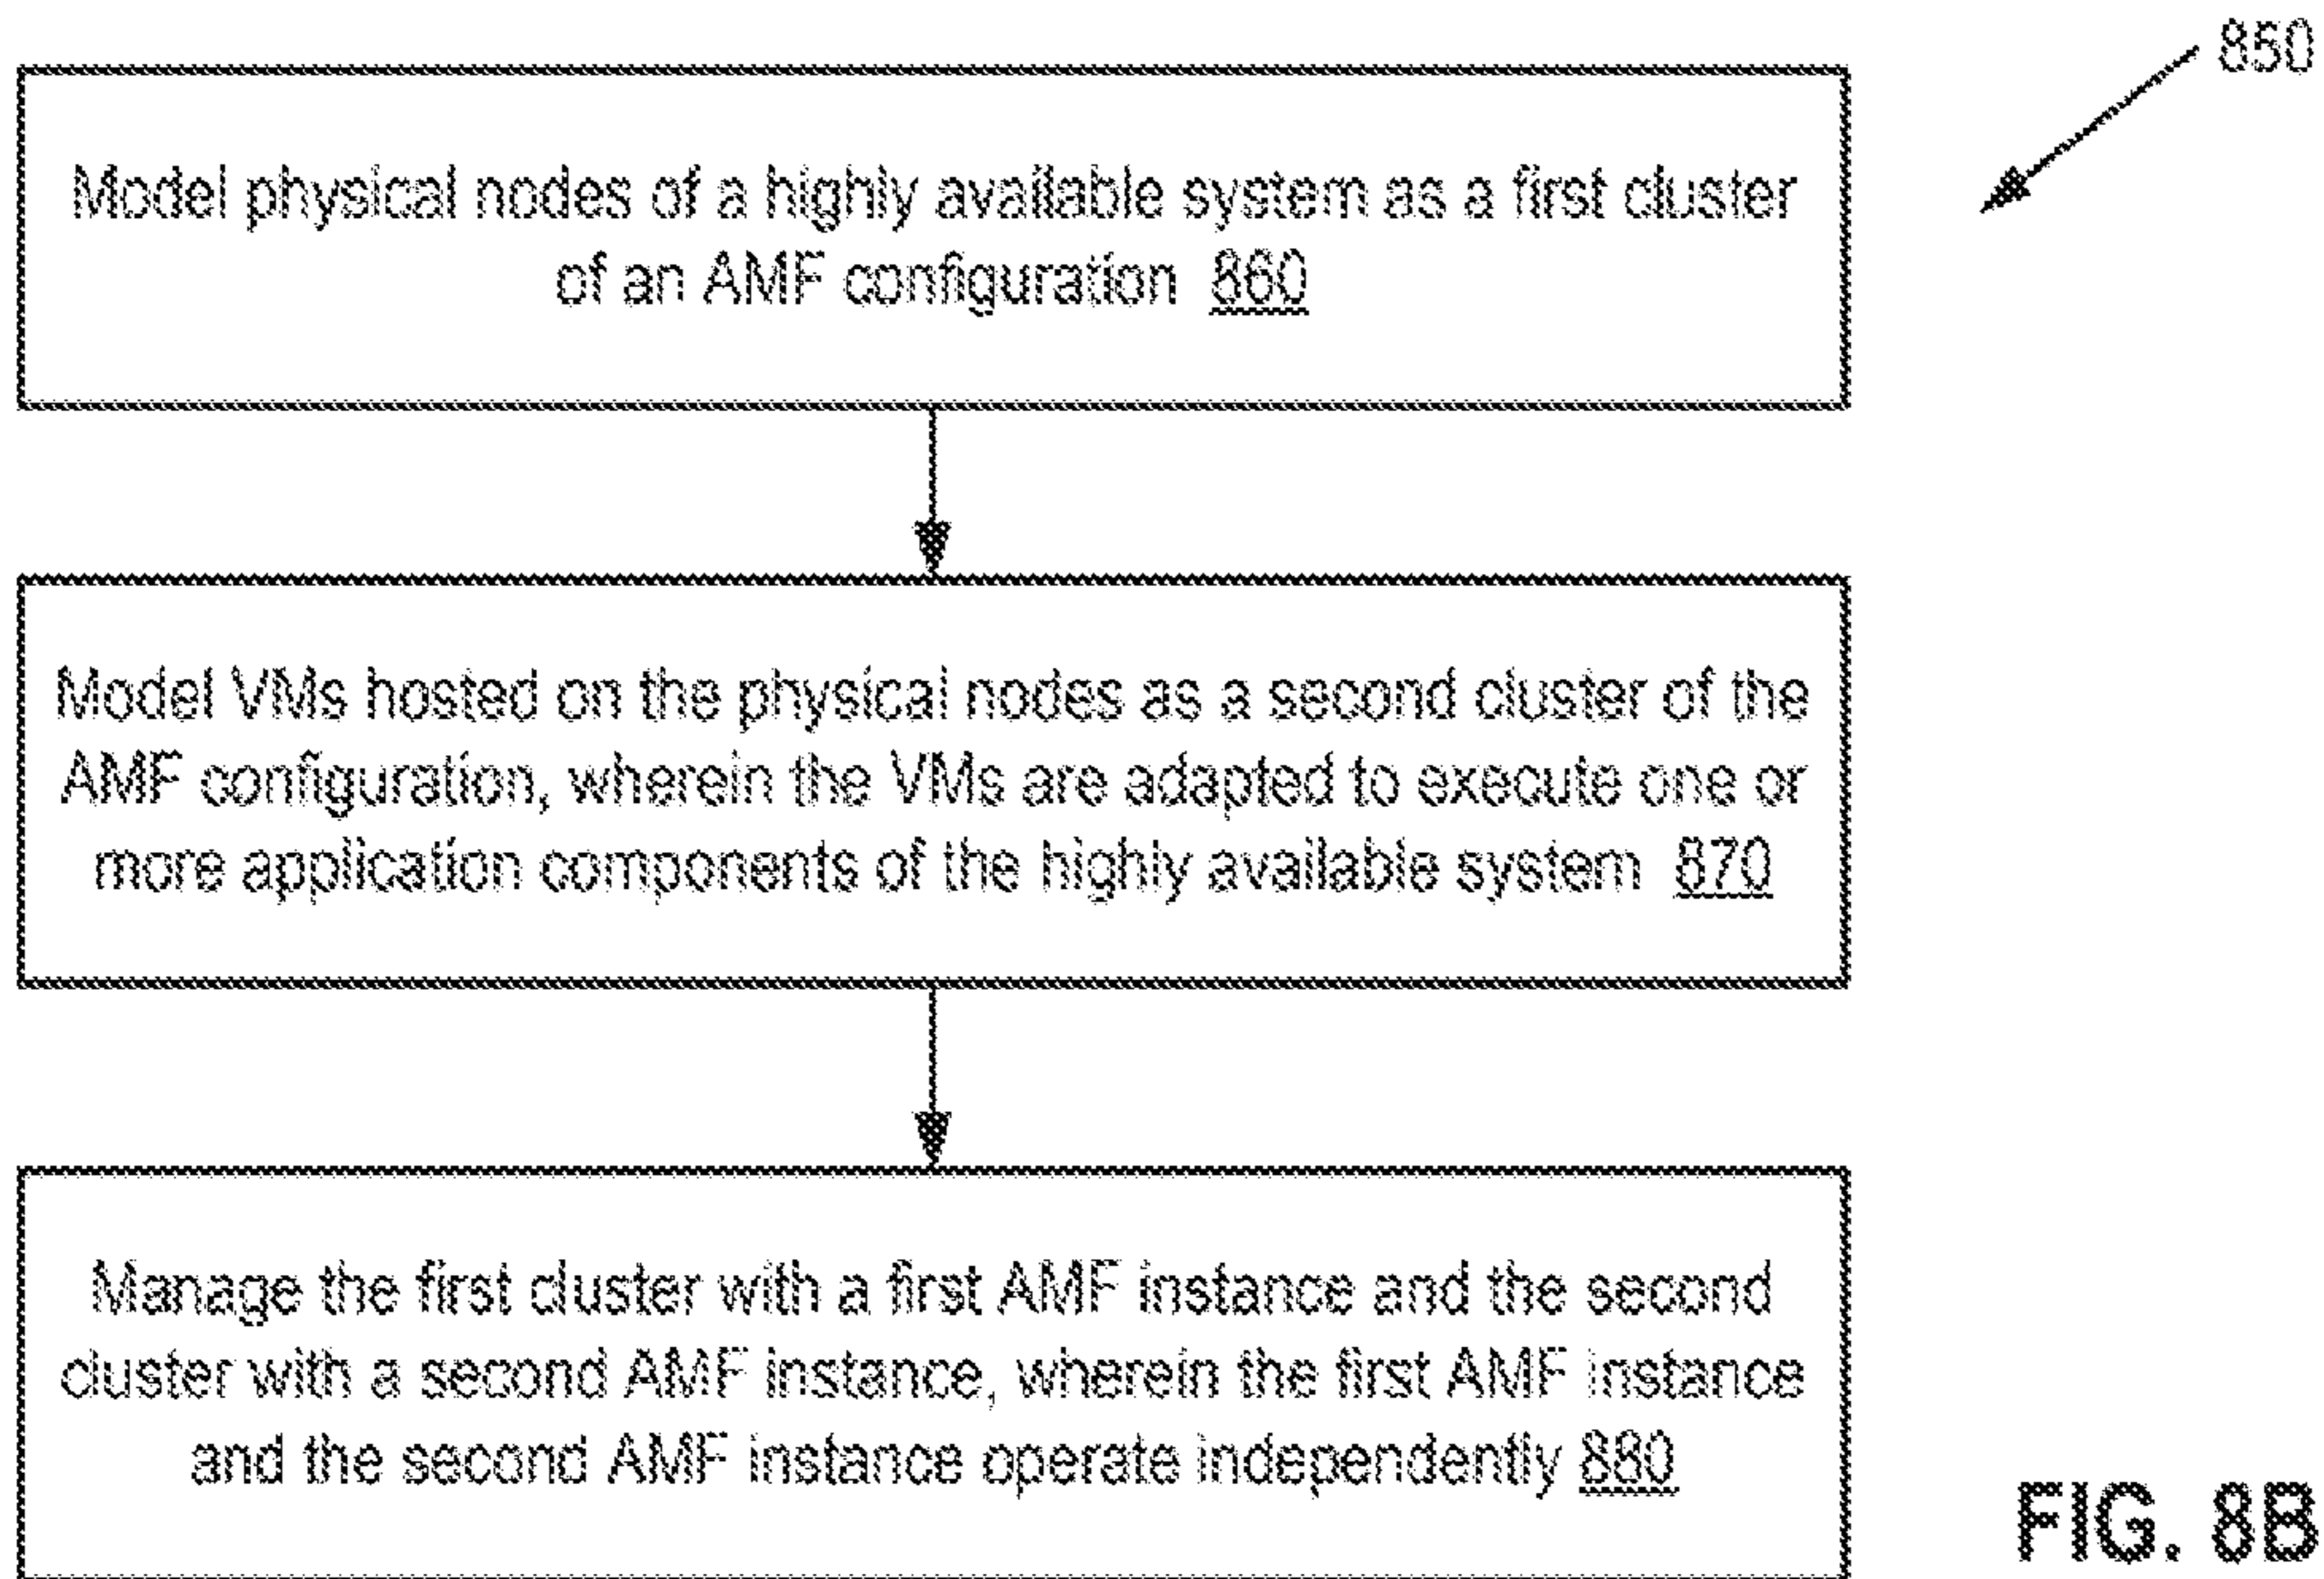 850
Model physical nodes of a highly available system as a first cluster
of an AMF configuration 860
Model VMs hosted on the physical nodes as a second cluster of the
AMF configuration, wherein the VMs are adapted to execute one or
more application components of the highly available system 870
Manage the first cluster with a first AMF instance and the second
cluster with a second AMF instance, wherein the first AMF instance
and the second AMF instance operate independently 880
FIG. 8B